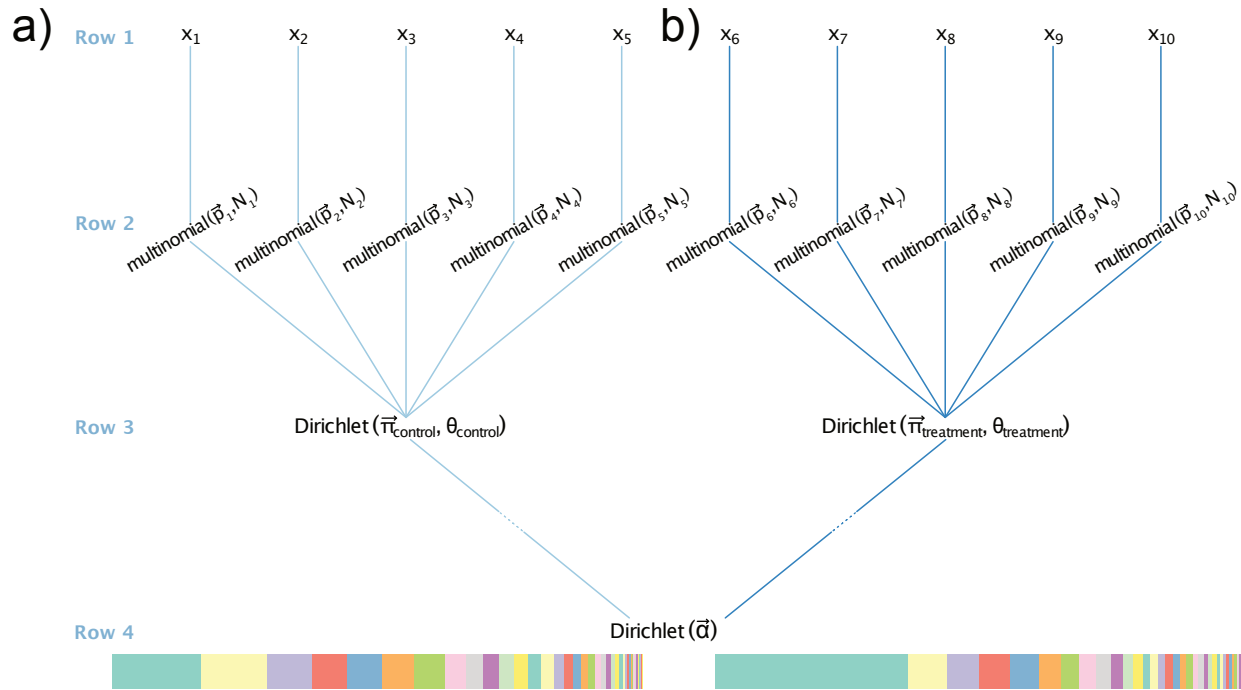 a) Row 1 x₁ x₂ x₃ x₄ x₅ b) x₆ x₇ x₈ x₉ x₁₀
Row 2 multinomial(p⃗₁,N₁) multinomial(p⃗₂,N₂) multinomial(p⃗₃,N₃) multinomial(p⃗₄,N₄) multinomial(p⃗₅,N₅) multinomial(p⃗₆,N₆) multinomial(p⃗₇,N₇) multinomial(p⃗₈,N₈) multinomial(p⃗₉,N₉) multinomial(p⃗₁₀,N₁₀)
Row 3 Dirichlet(π⃗control, θcontrol) Dirichlet(π⃗treatment, θtreatment)
Row 4 Dirichlet(α⃗)